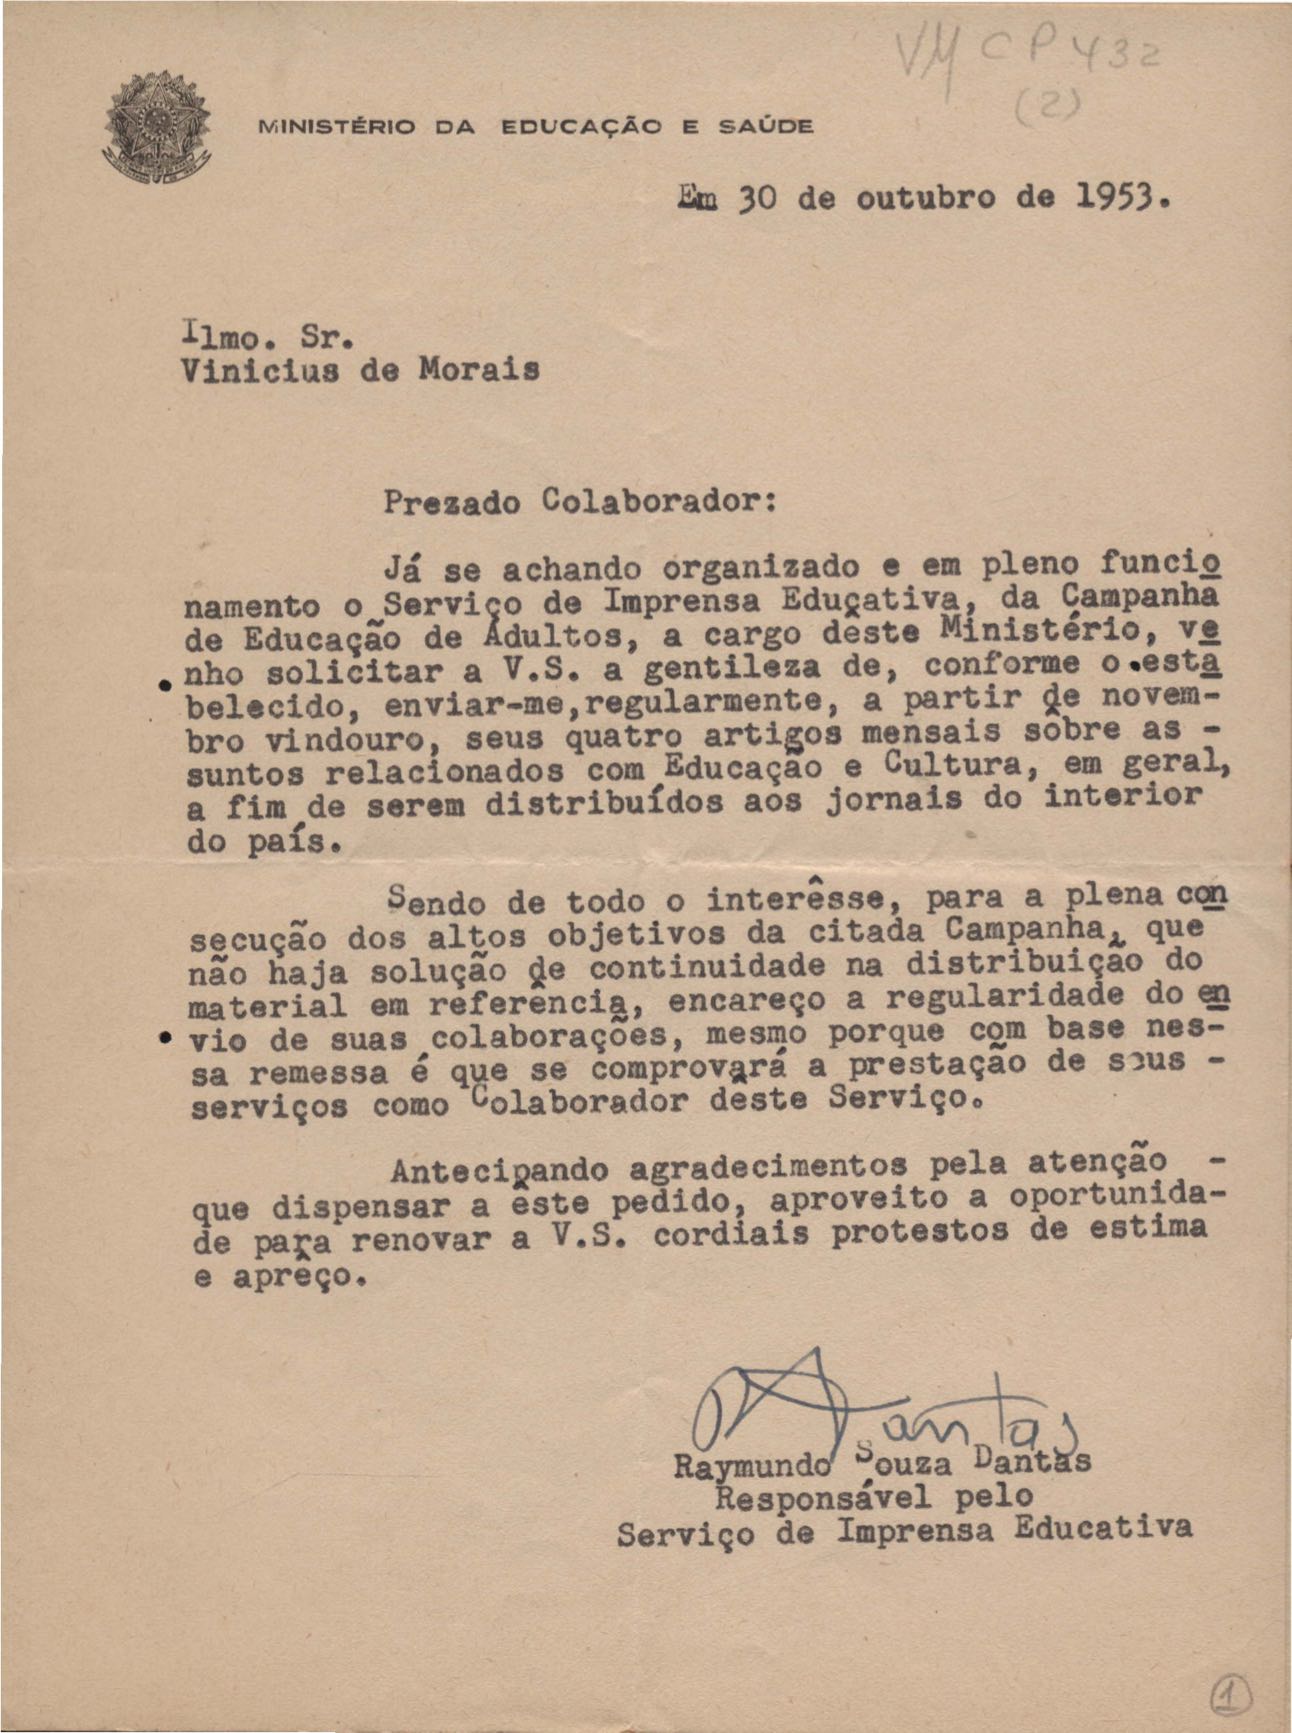 VM CP 432
(2)
MINISTÉRIO DA EDUCAÇÃO E SAÚDE
Em 30 de outubro de 1953.
Ilmo. Sr.
Vinicius de Morais
Prezado Colaborador:
Já se achando organizado e em pleno funcio
namento o Serviço de Imprensa Educativa, da Campanha
de Educação de Adultos, a cargo dêste Ministério, ve
nho solicitar a V.S. a gentileza de, conforme o esta
belecido, enviar-me, regularmente, a partir de novem-
bro vindouro, seus quatro artigos mensais sôbre as -
suntos relacionados com Educação e Cultura, em geral,
a fim de serem distribuídos aos jornais do interior
do país.
Sendo de todo o interêsse, para a plena con
secução dos altos objetivos da citada Campanha, que
não haja solução de continuidade na distribuição do
material em referência, encareço a regularidade do en
vio de suas colaborações, mesmo porque com base nes-
sa remessa é que se comprovará a prestação de seus -
serviços como Colaborador dêste Serviço.
Antecipando agradecimentos pela atenção -
que dispensar a êste pedido, aproveito a oportunida-
de para renovar a V.S. cordiais protestos de estima
e aprêço.
Dantas
Raymundo Souza Dantas
Responsável pelo
Serviço de Imprensa Educativa
1